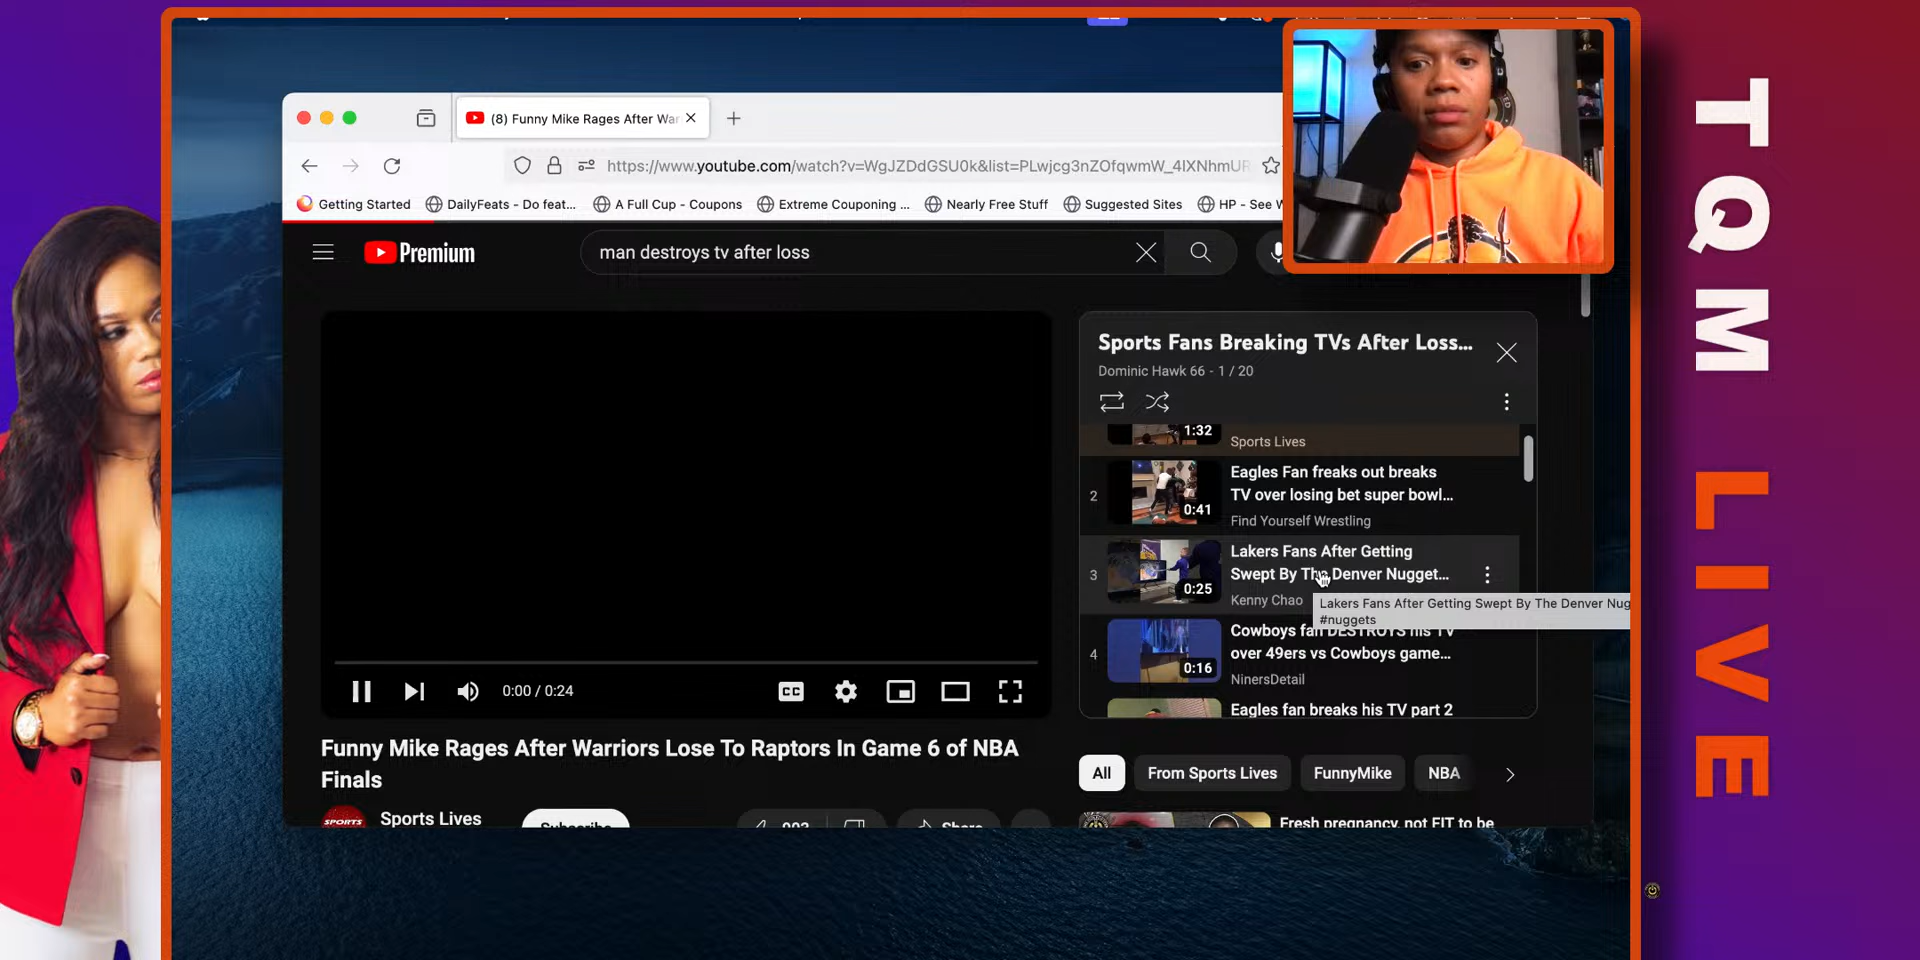 (8) Funny Mike Rages After War
https://www.youtube.com/watch?v=WgJZDdGSU0k&list=PLwjcg3nZOfqwmW_4IXNhmUR
Getting Started
DailyFeats - Do feat...
A Full Cup - Coupons
Extreme Couponing ...
Nearly Free Stuff
Suggested Sites
HP - See W
Premium
man destroys tv after loss
Sports Fans Breaking TVs After Loss...
Dominic Hawk 66 - 1 / 20
1:32
Sports Lives
2
0:41
Eagles Fan freaks out breaks
TV over losing bet super bowl...
Find Yourself Wrestling
3
0:25
Lakers Fans After Getting
Swept By The Denver Nugget...
Kenny Chao
Lakers Fans After Getting Swept By The Denver Nug
#nuggets
4
0:16
Cowboys fan DESTROYS his TV
over 49ers vs Cowboys game...
NinersDetail
Eagles fan breaks his TV part 2
0:00 / 0:24
CC
Funny Mike Rages After Warriors Lose To Raptors In Game 6 of NBA
Finals
SPORTS
Sports Lives
Subscribe
903
Share
All
From Sports Lives
FunnyMike
NBA
Fresh pregnancy, not FIT to be
TQM LIVE